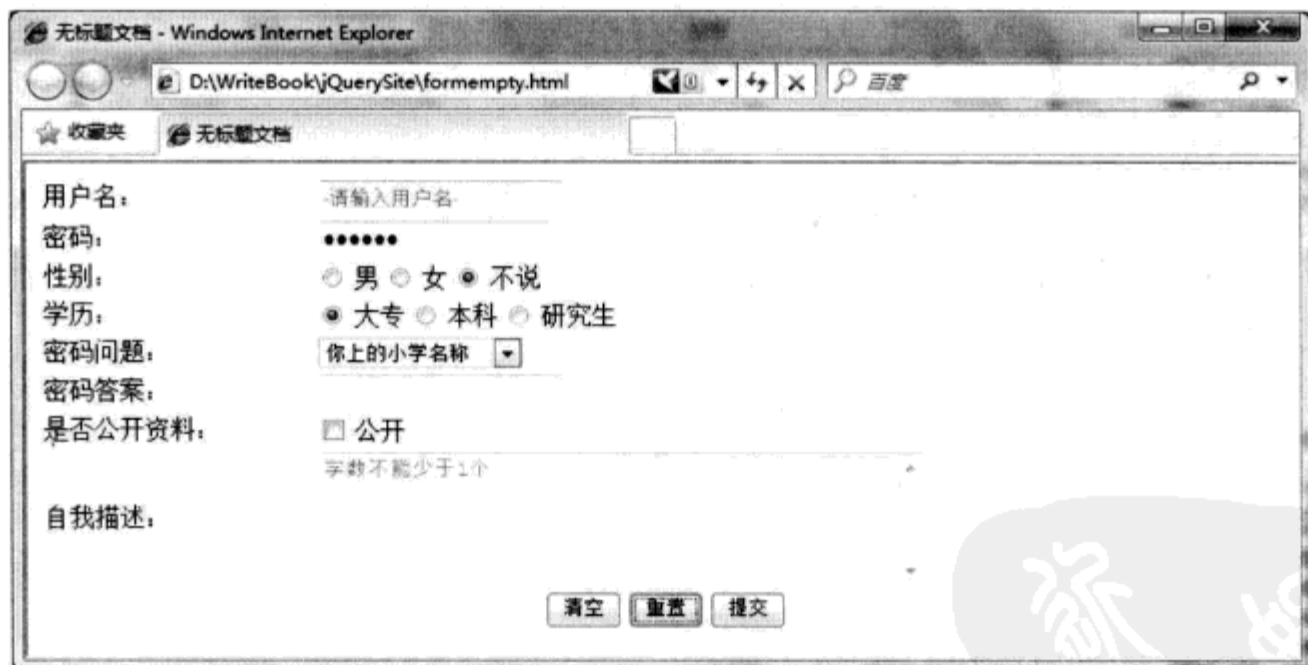 无标题文档 - Windows Internet Explorer
D:\WriteBook\jQuerySite\formempty.html
百度
收藏夹
无标题文档
用户名：
-请输入用户名-
密码：
••••••
性别：
男 女 不说
学历：
大专 本科 研究生
密码问题：
你上的小学名称
密码答案：
是否公开资料：
公开
字数不能少于1个
自我描述：
清空 重置 提交